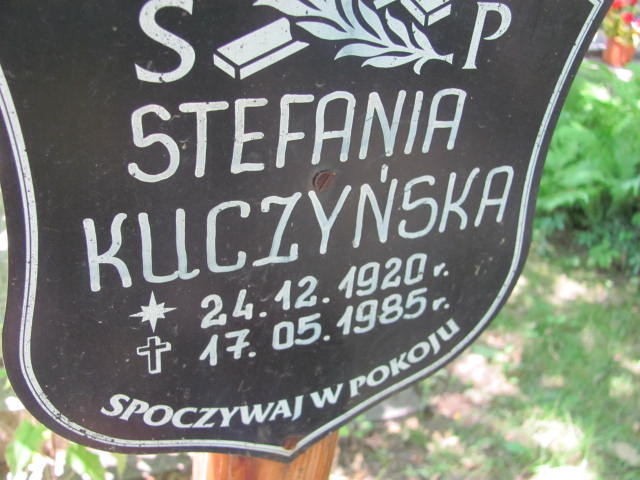 S P
STEFANIA
KUCZYŃSKA
24.12.1920 r.
17.05.1985 r.
SPOCZYWAJ W POKOJU